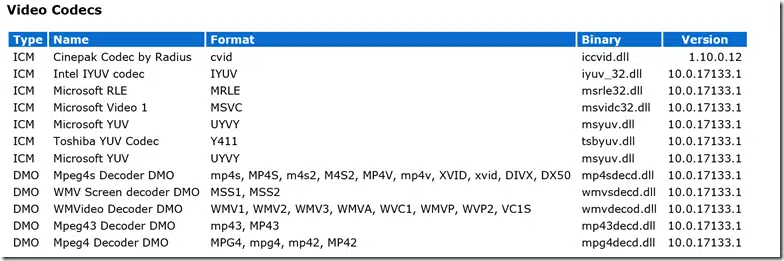 Video Codecs
Type Name Format Binary Version
ICM Cinepak Codec by Radius cvid iccvid.dll 1.10.0.12
ICM Intel IYUV codec IYUV iyuv_32.dll 10.0.17133.1
ICM Microsoft RLE MRLE msrle32.dll 10.0.17133.1
ICM Microsoft Video 1 MSVC msvidc32.dll 10.0.17133.1
ICM Microsoft YUV UYVY msyuv.dll 10.0.17133.1
ICM Toshiba YUV Codec Y411 tsbyuv.dll 10.0.17133.1
ICM Microsoft YUV UYVY msyuv.dll 10.0.17133.1
DMO Mpeg4s Decoder DMO mp4s, MP4S, m4s2, M4S2, MP4V, mp4v, XVID, xvid, DIVX, DX50 mp4sdecd.dll 10.0.17133.1
DMO WMV Screen decoder DMO MSS1, MSS2 wmvsdecd.dll 10.0.17133.1
DMO WMVideo Decoder DMO WMV1, WMV2, WMV3, WMVA, WVC1, WMVP, WVP2, VC1S wmvdecod.dll 10.0.17133.1
DMO Mpeg43 Decoder DMO mp43, MP43 mp43decd.dll 10.0.17133.1
DMO Mpeg4 Decoder DMO MPG4, mpg4, mp42, MP42 mpg4decd.dll 10.0.17133.1